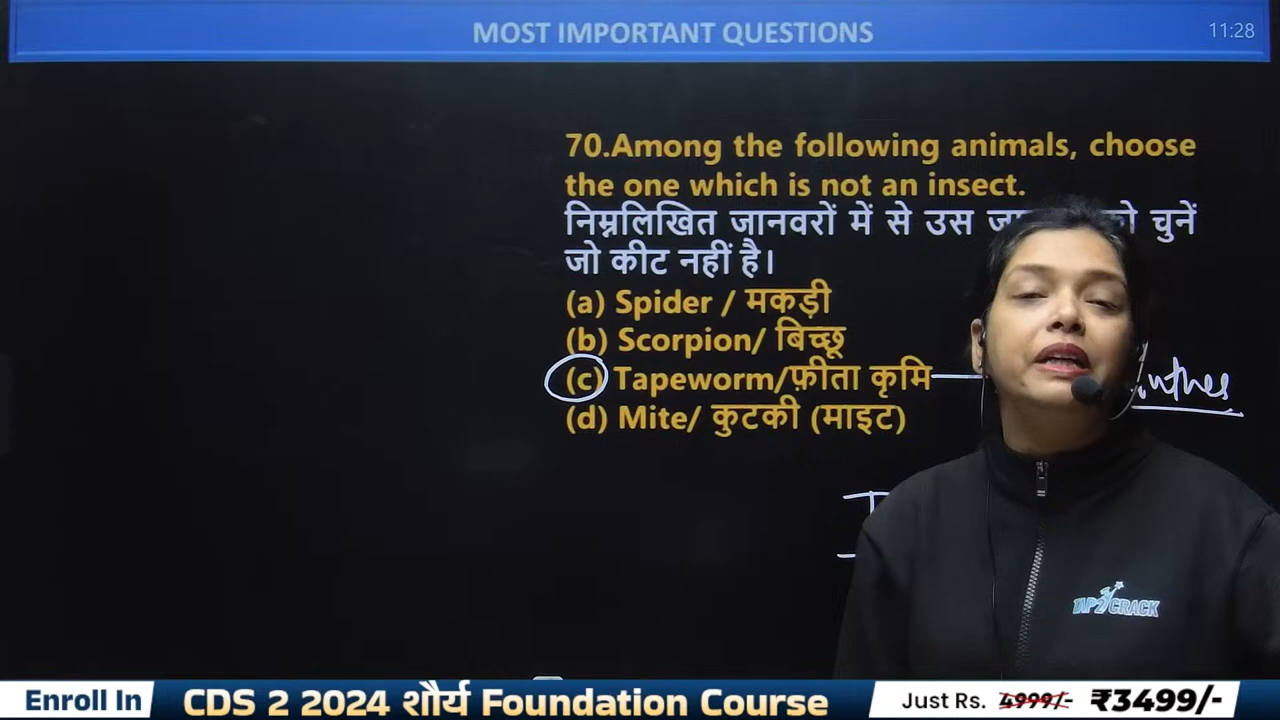 MOST IMPORTANT QUESTIONS
11:28
70.Among the following animals, choose
the one which is not an insect.
निम्नलिखित जानवरों में से उस चुनें
जो कीट नहीं है।
(a) Spider / मकड़ी
(b) Scorpion/ बिच्छू
(c) Tapeworm/फ़ीता कृमि
(d) Mite/ कुटकी (माइट)
TAP2CRACK
Enroll In
CDS 2 2024 शौर्य Foundation Course
Just Rs. 4999/- ₹3499/-